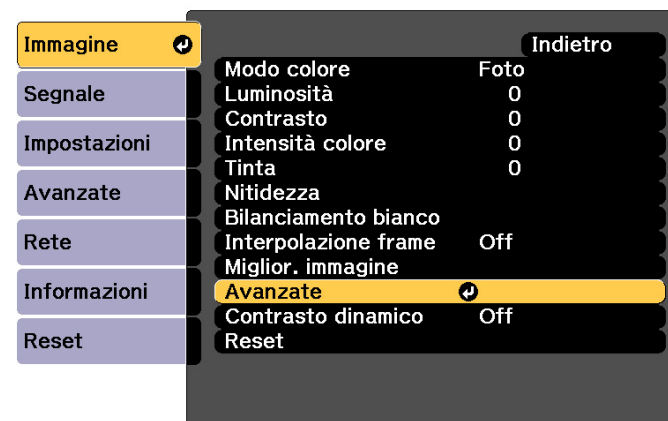 Immagine
Segnale
Impostazioni
Avanzate
Rete
Informazioni
Reset
Indietro
Modo colore Foto
Luminosità 0
Contrasto 0
Intensità colore 0
Tinta 0
Nitidezza
Bilanciamento bianco
Interpolazione frame Off
Miglior. immagine
Avanzate
Contrasto dinamico Off
Reset